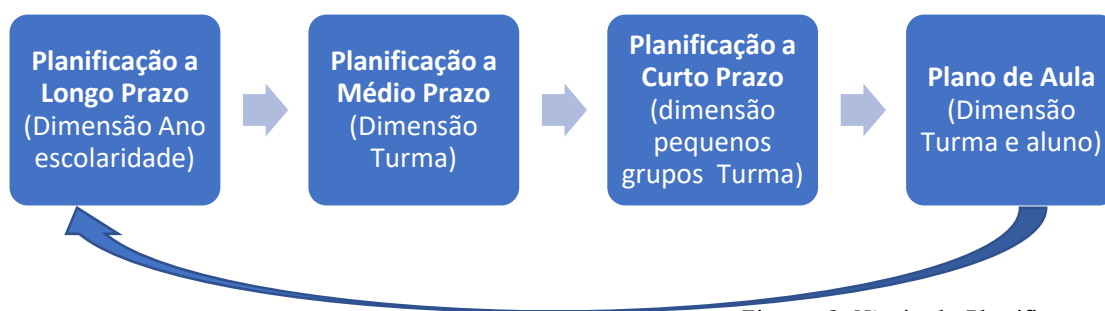 Planificação a
Longo Prazo
(Dimensão Ano
escolaridade)
Planificação a
Médio Prazo
(Dimensão
Turma)
Planificação a
Curto Prazo
(dimensão
pequenos
grupos Turma)
Plano de Aula
(Dimensão
Turma e aluno)